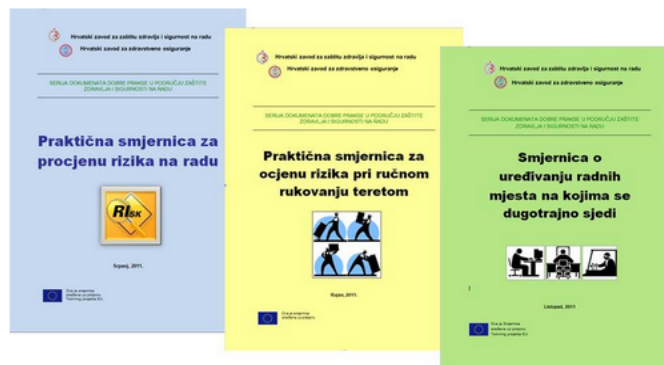 Hrvatski zavod za zaštitu zdravlja i sigurnost na radu
Hrvatski zavod za zdravstveno osiguranje
SERIJA DOKUMENATA DOBRE PRAKSE U PODRUČJU ZAŠTITE
ZDRAVLJA I SIGURNOSTI NA RADU
Praktična smjernica za
procjenu rizika na radu
RISK
Srpanj, 2011.
Hrvatski zavod za zaštitu zdravlja i sigurnost na radu
Hrvatski zavod za zdravstveno osiguranje
SERIJA DOKUMENATA DOBRE PRAKSE U PODRUČJU ZAŠTITE
ZDRAVLJA I SIGURNOSTI NA RADU
Praktična smjernica za
ocjenu rizika pri ručnom
rukovanju teretom
Rujan, 2011.
Hrvatski zavod za zaštitu zdravlja i sigurnost na radu
Hrvatski zavod za zdravstveno osiguranje
SERIJA DOKUMENATA DOBRE PRAKSE U PODRUČJU ZAŠTITE
ZDRAVLJA I SIGURNOSTI NA RADU
Smjernica o
uređivanju radnih
mjesta na kojima se
dugotrajno sjedi
Listopad, 2011